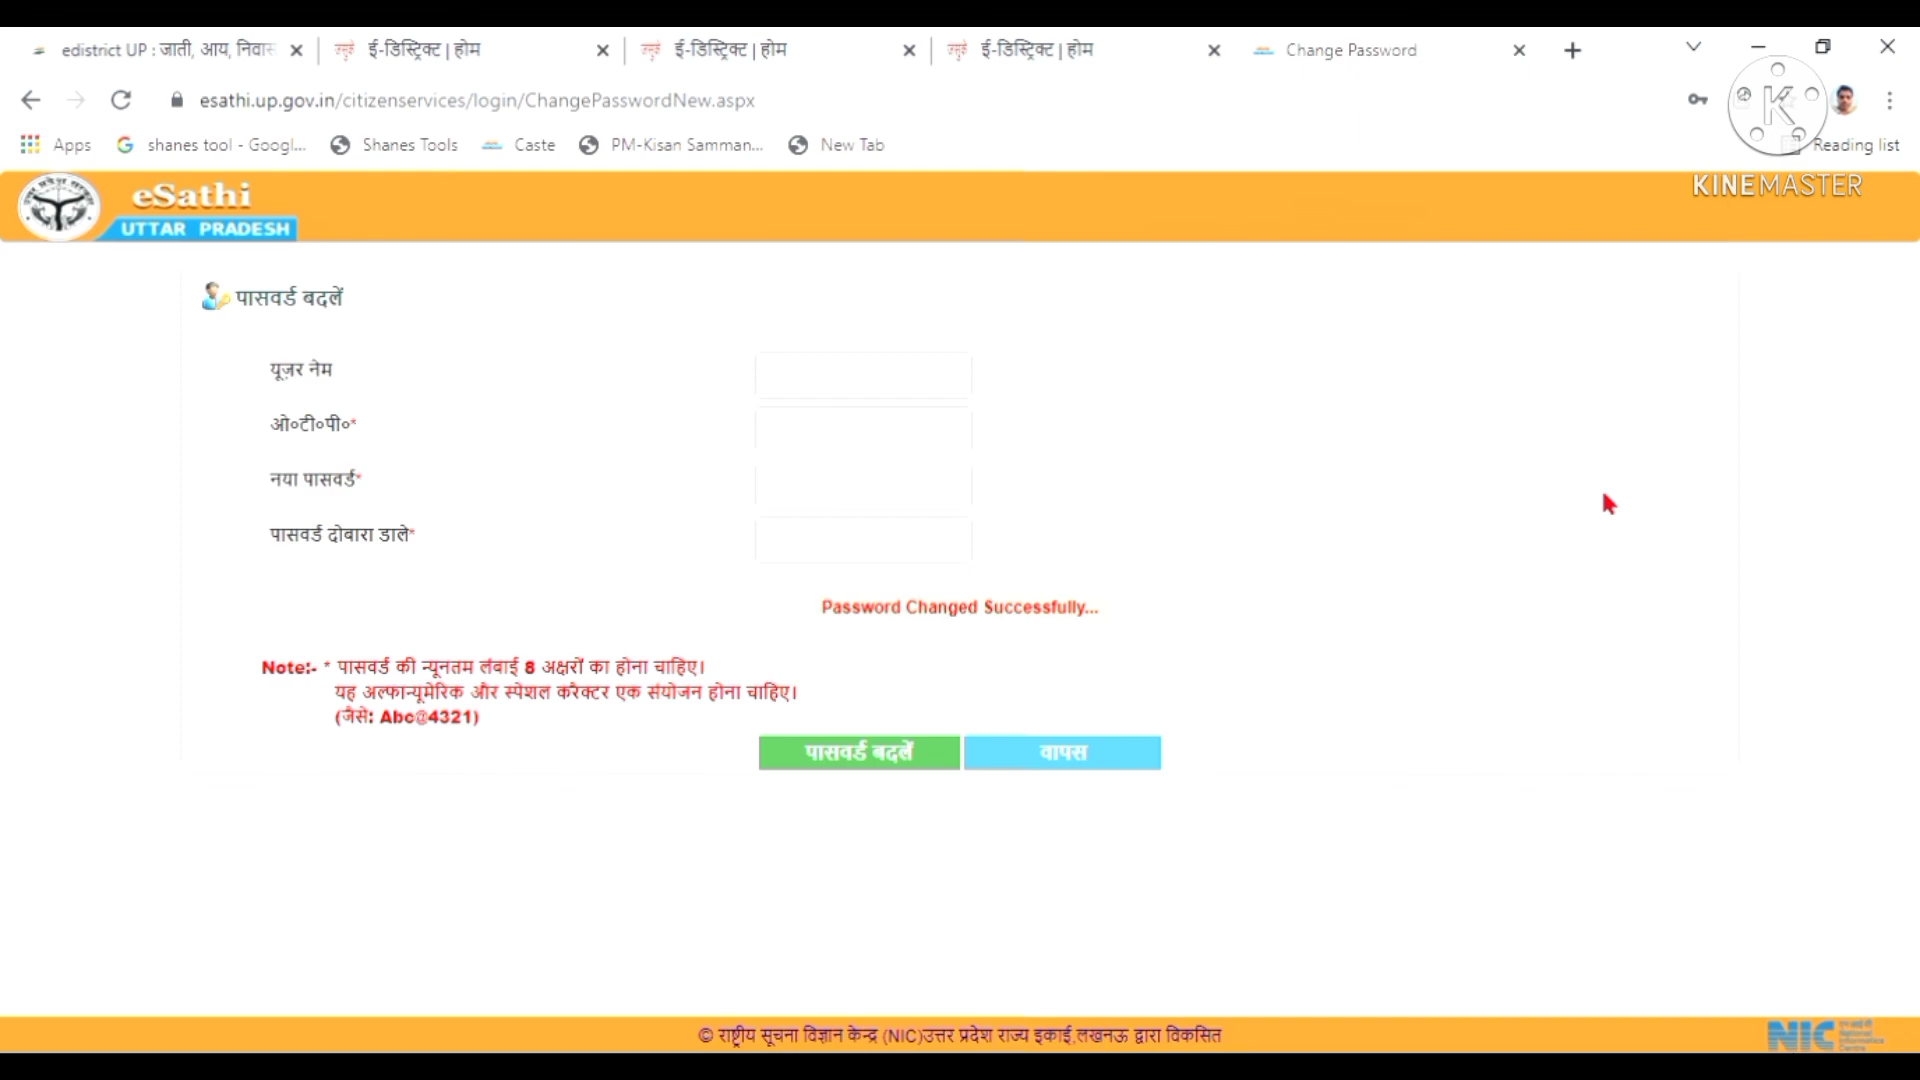 edistrict UP : जाती, आय, निवास ई-डिस्ट्रिक्ट | होम ई-डिस्ट्रिक्ट | होम ई-डिस्ट्रिक्ट | होम Change Password
esathi.up.gov.in/citizenservices/login/ChangePasswordNew.aspx
Apps shanes tool - Googl... Shanes Tools Caste PM-Kisan Samman... New Tab Reading list
K
KINEMASTER
eSathi
UTTAR PRADESH
पासवर्ड बदलें
यूज़र नेम
ओ०टी०पी०*
नया पासवर्ड*
पासवर्ड दोबारा डाले*
Password Changed Successfully...
Note:- * पासवर्ड की न्यूनतम लंबाई 8 अक्षरों का होना चाहिए।
यह अल्फान्यूमेरिक और स्पेशल करैक्टर एक संयोजन होना चाहिए।
(जैसे: Abc@4321)
पासवर्ड बदलें वापस
© राष्ट्रीय सूचना विज्ञान केन्द्र (NIC)उत्तर प्रदेश राज्य इकाई,लखनऊ द्वारा विकसित
NIC